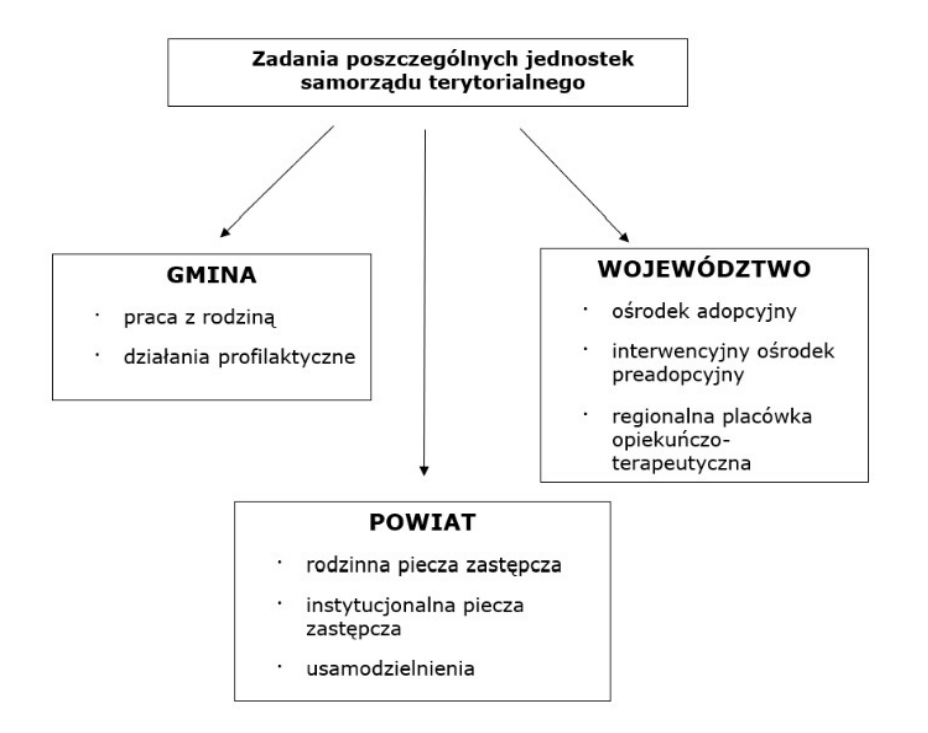 Zadania poszczególnych jednostek
samorządu terytorialnego
GMINA
· praca z rodziną
· działania profilaktyczne
WOJEWÓDZTWO
· ośrodek adopcyjny
· interwencyjny ośrodek
preadopcyjny
· regionalna placówka
opiekuńczo-
terapeutyczna
POWIAT
· rodzinna piecza zastępcza
· instytucjonalna piecza
zastępcza
· usamodzielnienia